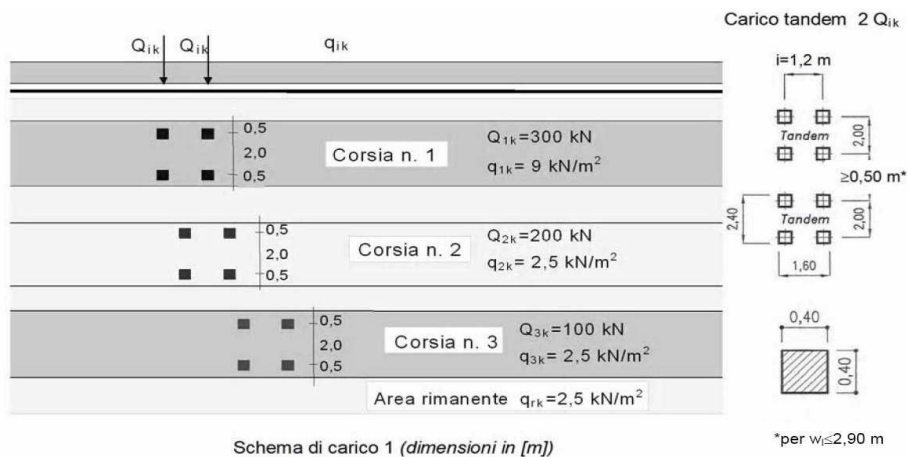 Carico tandem 2 Qik
Qik Qik qik
i=1,2 m
0,5
2,0
0,5
Corsia n. 1
Q1k=300 kN
q1k= 9 kN/m²
Tandem
2,00
≥0,50 m*
0,5
2,0
0,5
Corsia n. 2
Q2k=200 kN
q2k= 2,5 kN/m²
2,40
Tandem
2,00
1,60
0,5
2,0
0,5
Corsia n. 3
Q3k=100 kN
q3k= 2,5 kN/m²
0,40
0,40
Area rimanente qrk=2,5 kN/m²
Schema di carico 1 (dimensioni in [m])
*per wl≤2,90 m